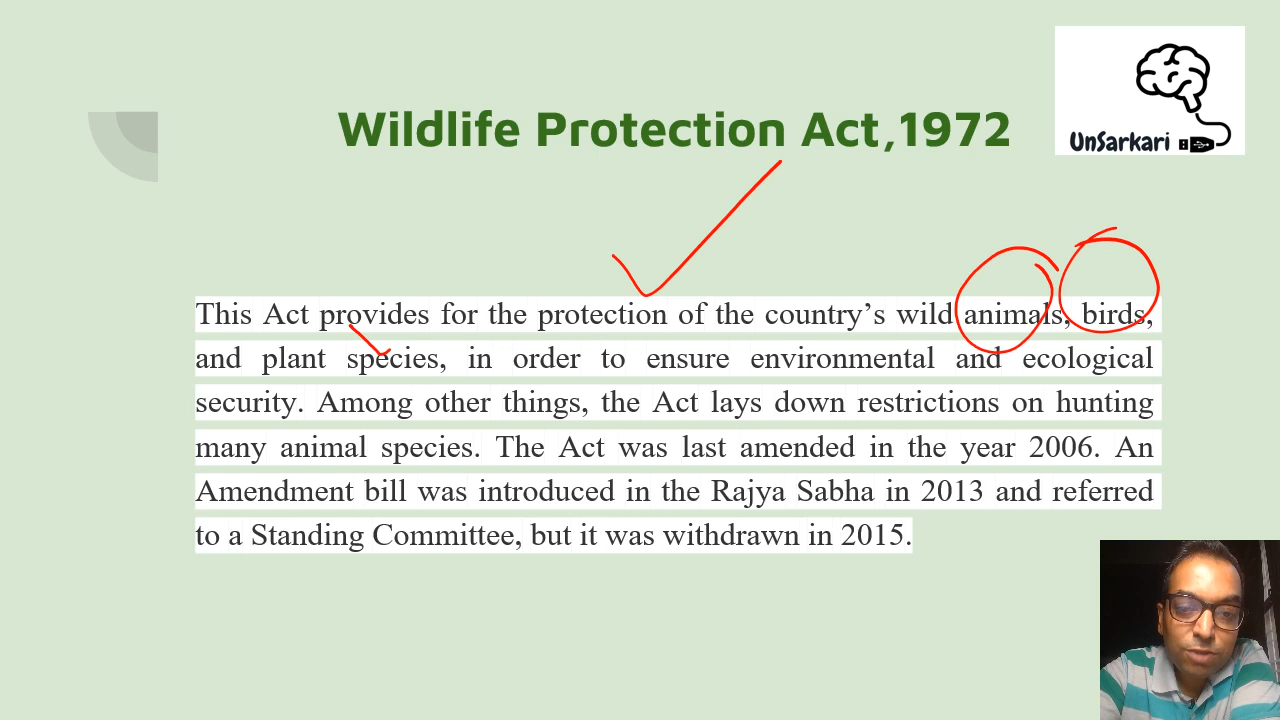 Wildlife Protection Act,1972
UnSarkari
This Act provides for the protection of the country’s wild animals, birds,
and plant species, in order to ensure environmental and ecological
security. Among other things, the Act lays down restrictions on hunting
many animal species. The Act was last amended in the year 2006. An
Amendment bill was introduced in the Rajya Sabha in 2013 and referred
to a Standing Committee, but it was withdrawn in 2015.